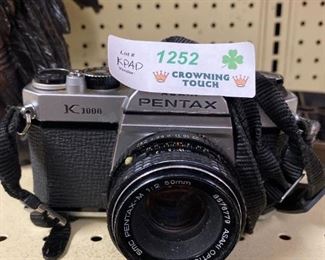 Lot #
KPAD
1252
CROWNING
TOUCH
PENTAX
K1000
SMC PENTAX-M 1:2 50mm
ASAHI OPT